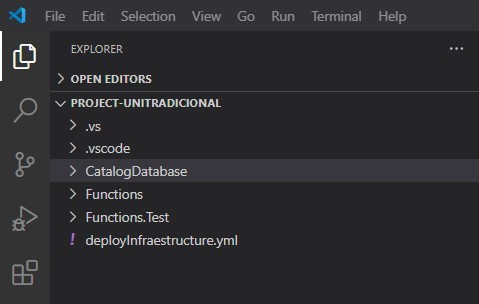 File Edit Selection View Go Run Terminal Help
EXPLORER ...
OPEN EDITORS
PROJECT-UNITRADICIONAL
.vs
.vscode
CatalogDatabase
Functions
Functions.Test
! deployInfraestructure.yml